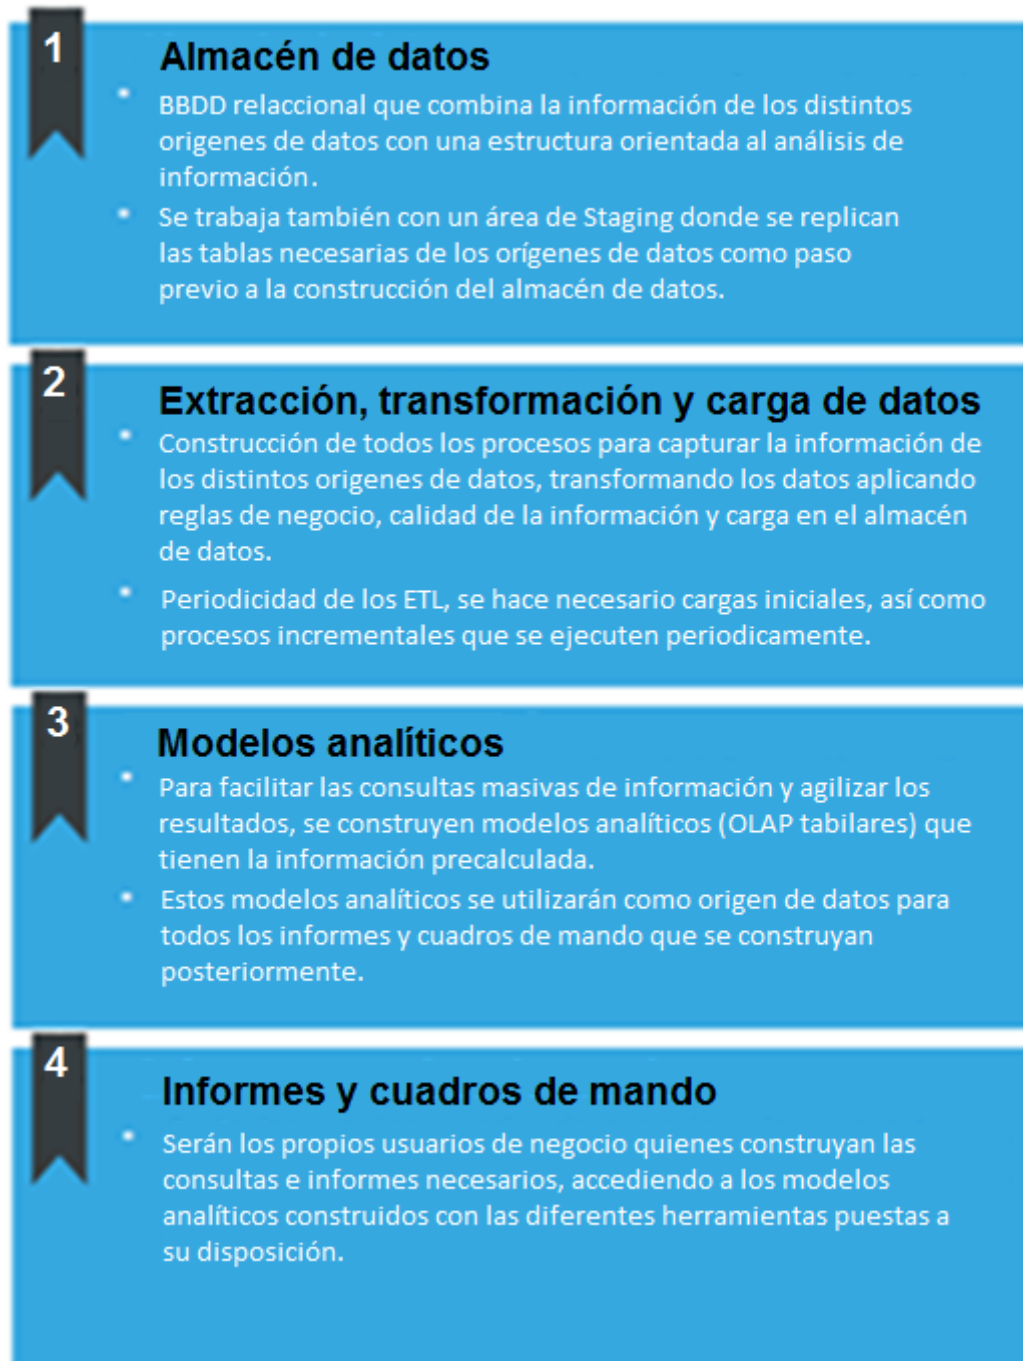 1
Almacén de datos
BBDD relaccional que combina la información de los distintos
origenes de datos con una estructura orientada al análisis de
información.
Se trabaja también con un área de Staging donde se replican
las tablas necesarias de los orígenes de datos como paso
previo a la construcción del almacén de datos.
2
Extracción, transformación y carga de datos
Construcción de todos los procesos para capturar la información de
los distintos origenes de datos, transformando los datos aplicando
reglas de negocio, calidad de la información y carga en el almacén
de datos.
Periodicidad de los ETL, se hace necesario cargas iniciales, así como
procesos incrementales que se ejecuten periodicamente.
3
Modelos analíticos
Para facilitar las consultas masivas de información y agilizar los
resultados, se construyen modelos analíticos (OLAP tabilares) que
tienen la información precalculada.
Estos modelos analíticos se utilizarán como origen de datos para
todos los informes y cuadros de mando que se construyan
posteriormente.
4
Informes y cuadros de mando
Serán los propios usuarios de negocio quienes construyan las
consultas e informes necesarios, accediendo a los modelos
analíticos construidos con las diferentes herramientas puestas a
su disposición.